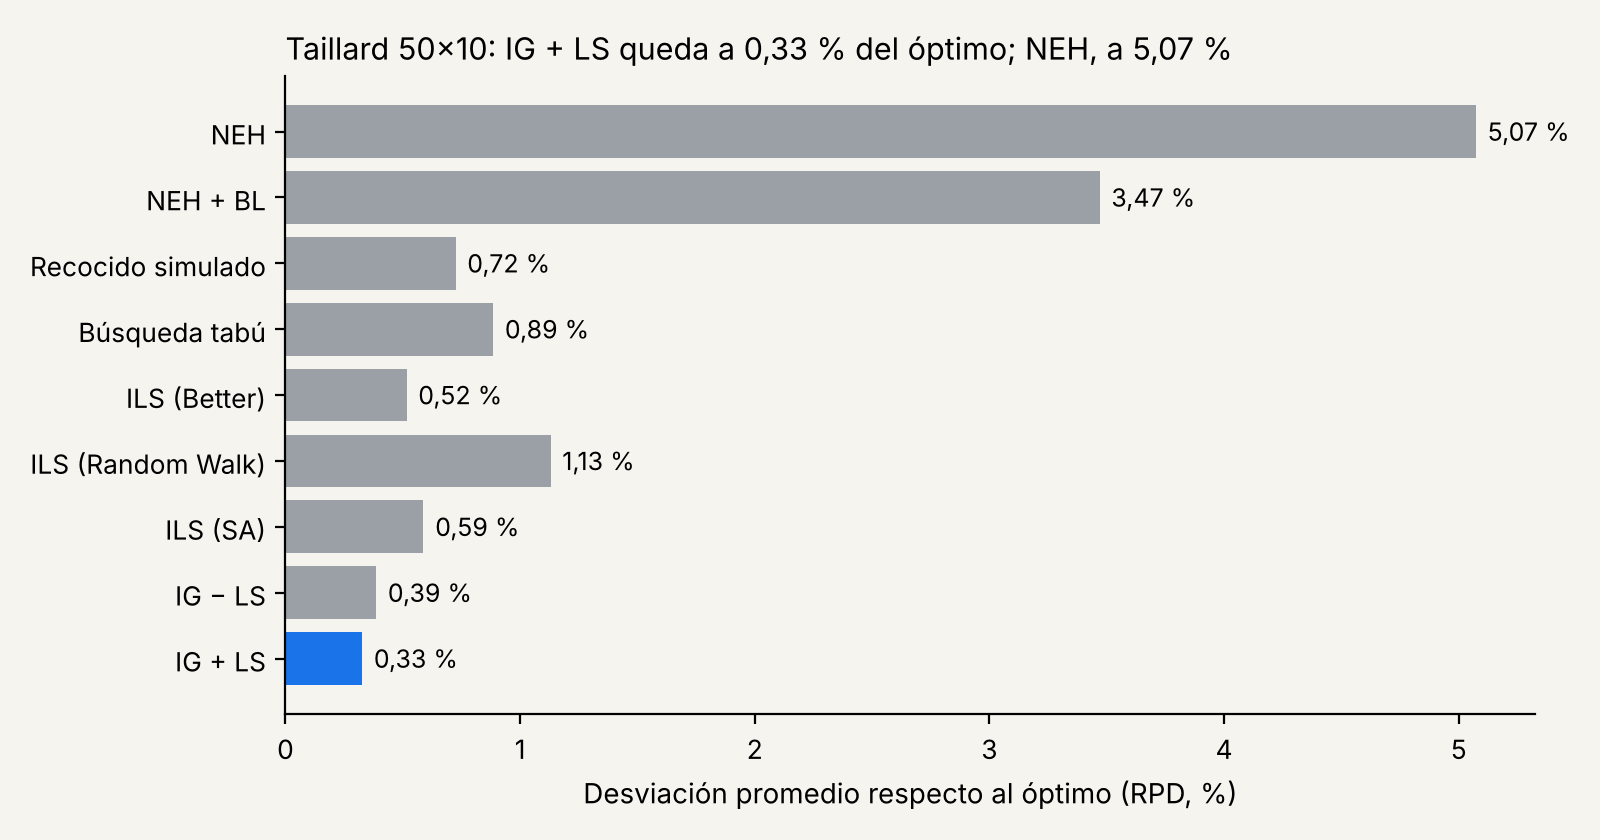 Taillard 50×10: IG + LS queda a 0,33 % del óptimo; NEH, a 5,07 %
NEH 5,07 %
NEH + BL 3,47 %
Recocido simulado 0,72 %
Búsqueda tabú 0,89 %
ILS (Better) 0,52 %
ILS (Random Walk) 1,13 %
ILS (SA) 0,59 %
IG − LS 0,39 %
IG + LS 0,33 %
0 1 2 3 4 5
Desviación promedio respecto al óptimo (RPD, %)